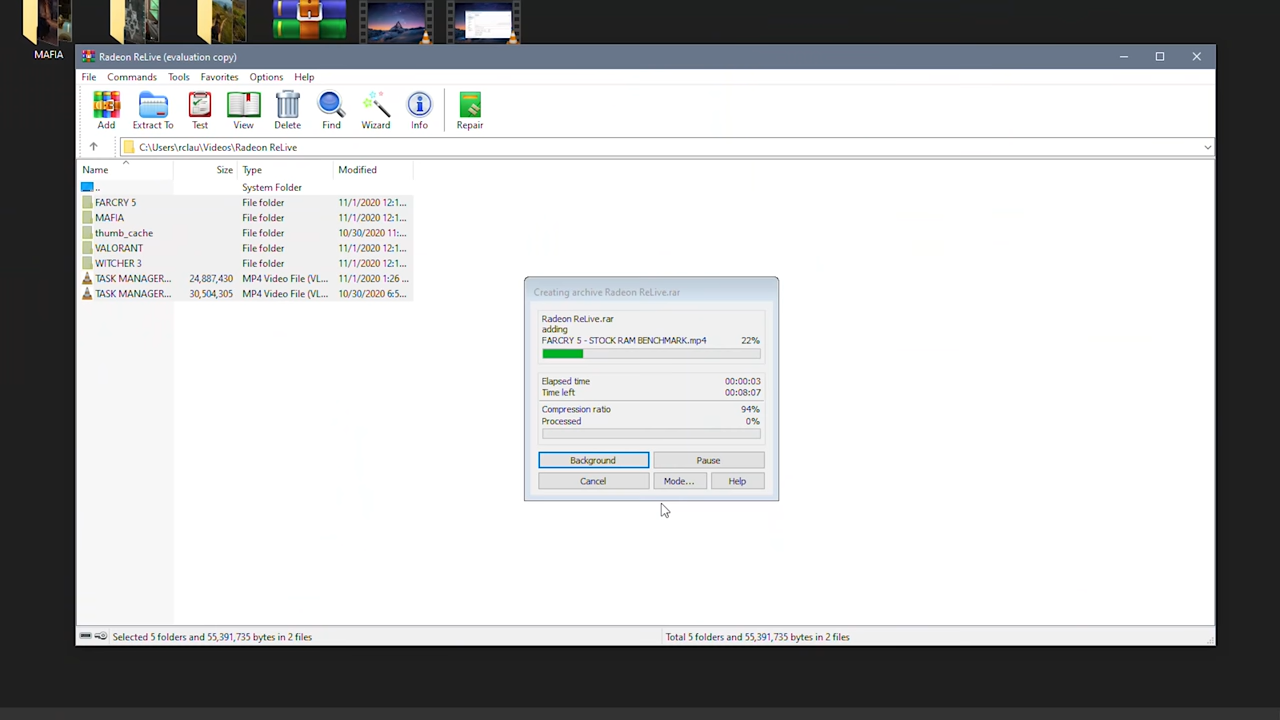 MAFIA
Radeon ReLive (evaluation copy)
File Commands Tools Favorites Options Help
Add Extract To Test View Delete Find Wizard Info Repair
C:\Users\rclau\Videos\Radeon ReLive
Name Size Type Modified
.. System Folder
FARCRY 5 File folder 11/1/2020 12:1...
MAFIA File folder 11/1/2020 12:1...
thumb_cache File folder 10/30/2020 11:...
VALORANT File folder 11/1/2020 12:1...
WITCHER 3 File folder 11/1/2020 12:1...
TASK MANAGER... 24,887,430 MP4 Video File (VL... 11/1/2020 1:26 ...
TASK MANAGER... 30,504,305 MP4 Video File (VL... 10/30/2020 6:5...
Creating archive Radeon ReLive.rar
Radeon ReLive.rar
adding
FARCRY 5 - STOCK RAM BENCHMARK.mp4 22%
Elapsed time 00:00:03
Time left 00:08:07
Compression ratio 94%
Processed 0%
Background Pause
Cancel Mode... Help
Selected 5 folders and 55,391,735 bytes in 2 files Total 5 folders and 55,391,735 bytes in 2 files